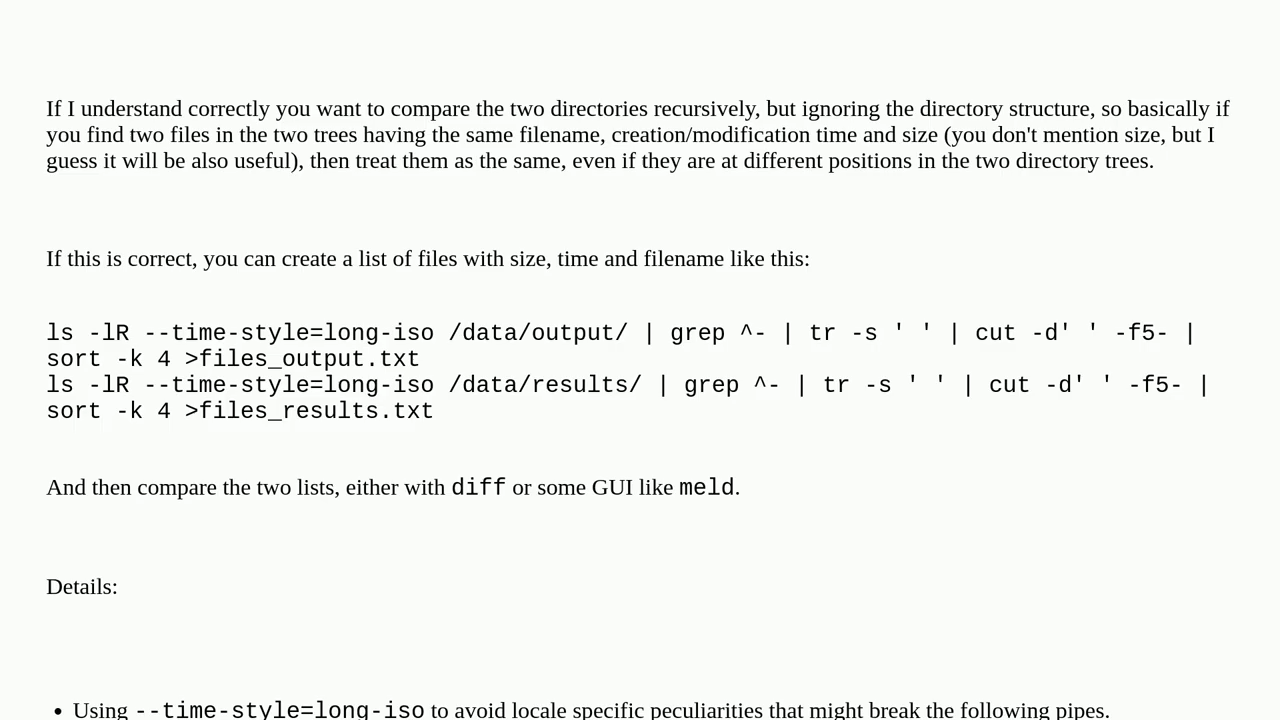 If I understand correctly you want to compare the two directories recursively, but ignoring the directory structure, so basically if
you find two files in the two trees having the same filename, creation/modification time and size (you don't mention size, but I
guess it will be also useful), then treat them as the same, even if they are at different positions in the two directory trees.
If this is correct, you can create a list of files with size, time and filename like this:
ls -lR --time-style=long-iso /data/output/ | grep ^- | tr -s ' ' | cut -d' ' -f5- |
sort -k 4 >files_output.txt
ls -lR --time-style=long-iso /data/results/ | grep ^- | tr -s ' ' | cut -d' ' -f5- |
sort -k 4 >files_results.txt
And then compare the two lists, either with diff or some GUI like meld.
Details:
• Using --time-style=long-iso to avoid locale specific peculiarities that might break the following pipes.